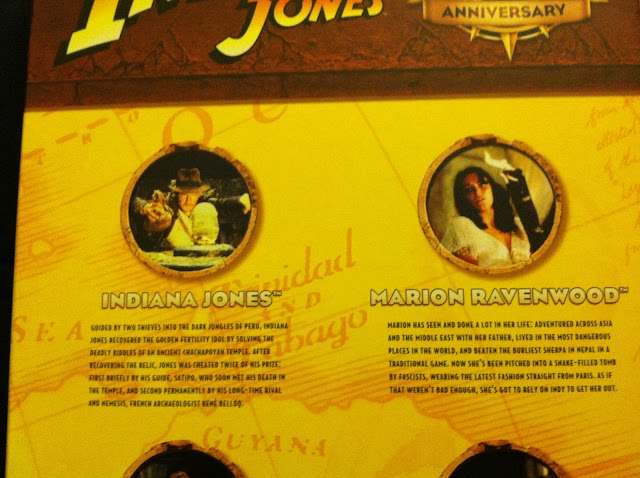 JONES™
ANNIVERSARY
INDIANA JONES™
GUIDED BY TWO THIEVES INTO THE DARK JUNGLES OF PERU, INDIANA
JONES RECOVERED THE GOLDEN FERTILITY IDOL BY SOLVING THE
DEADLY RIDDLES OF AN ANCIENT CHACHAPOYAN TEMPLE. AFTER
RECOVERING THE RELIC, JONES WAS CHEATED TWICE OF HIS PRIZE,
FIRST BRIEFLY BY HIS GUIDE, SATIPO, WHO SOON MET HIS DEATH IN
THE TEMPLE, AND SECOND PERMANENTLY BY HIS LONG-TIME RIVAL
AND NEMESIS, FRENCH ARCHAEOLOGIST RENÉ BELLOQ.
MARION RAVENWOOD™
MARION HAS SEEN AND DONE A LOT IN HER LIFE: ADVENTURED ACROSS ASIA
AND THE MIDDLE EAST WITH HER FATHER, LIVED IN THE MOST DANGEROUS
PLACES IN THE WORLD, AND BEATEN THE BURLIEST SHERPA IN NEPAL IN A
TRADITIONAL GAME. NOW SHE'S BEEN PITCHED INTO A SNAKE-FILLED TOMB
BY FASCISTS, WEARING THE LATEST FASHION STRAIGHT FROM PARIS. AS IF
THAT WEREN'T BAD ENOUGH, SHE'S GOT TO RELY ON INDY TO GET HER OUT.
Trinidad
AND
bago
SEA
GUYANA